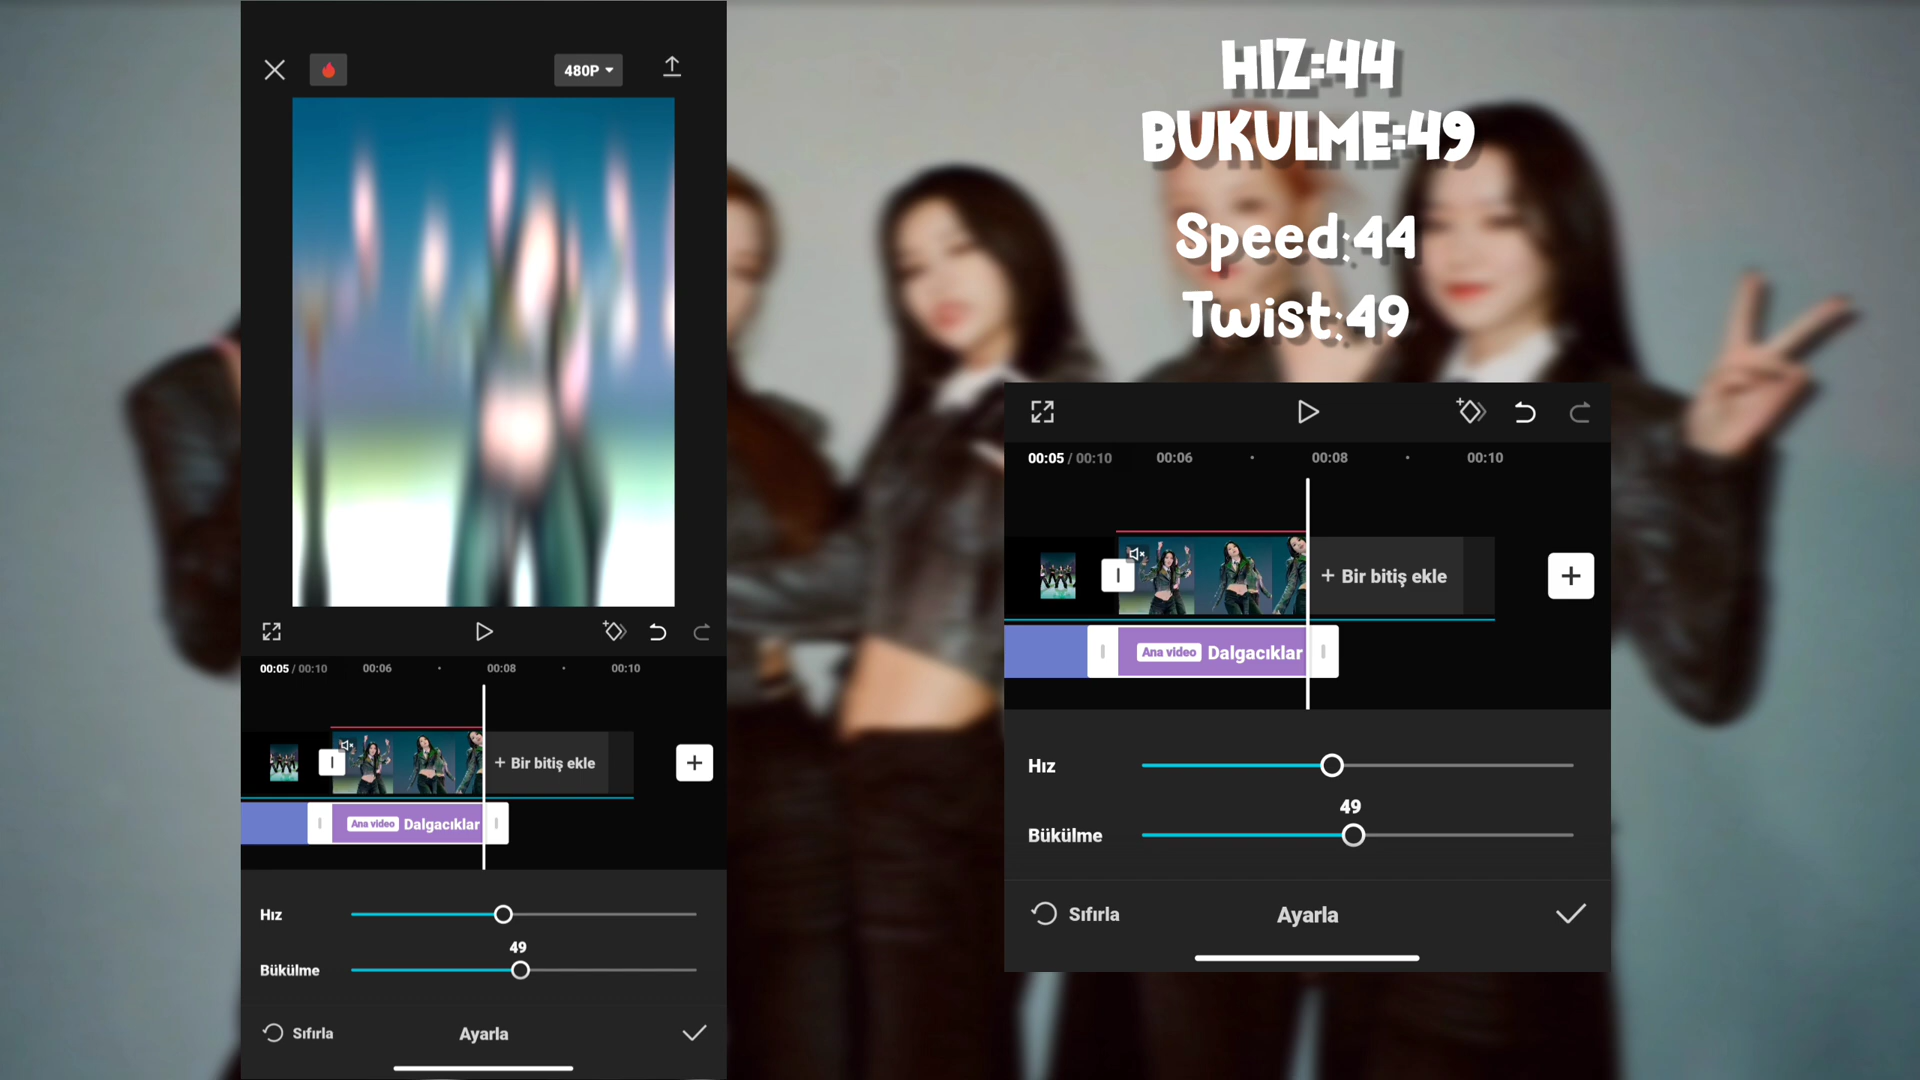 480P
00:05 / 00:10 00:06 00:08 00:10
+ Bir bitiş ekle
Ana video Dalgacıklar
Hız
49
Bükülme
Sıfırla Ayarla
HIZ:44
BUKULME:49
Speed:44
Twist:49
00:05 / 00:10 00:06 00:08 00:10
+ Bir bitiş ekle
Ana video Dalgacıklar
Hız
49
Bükülme
Sıfırla Ayarla